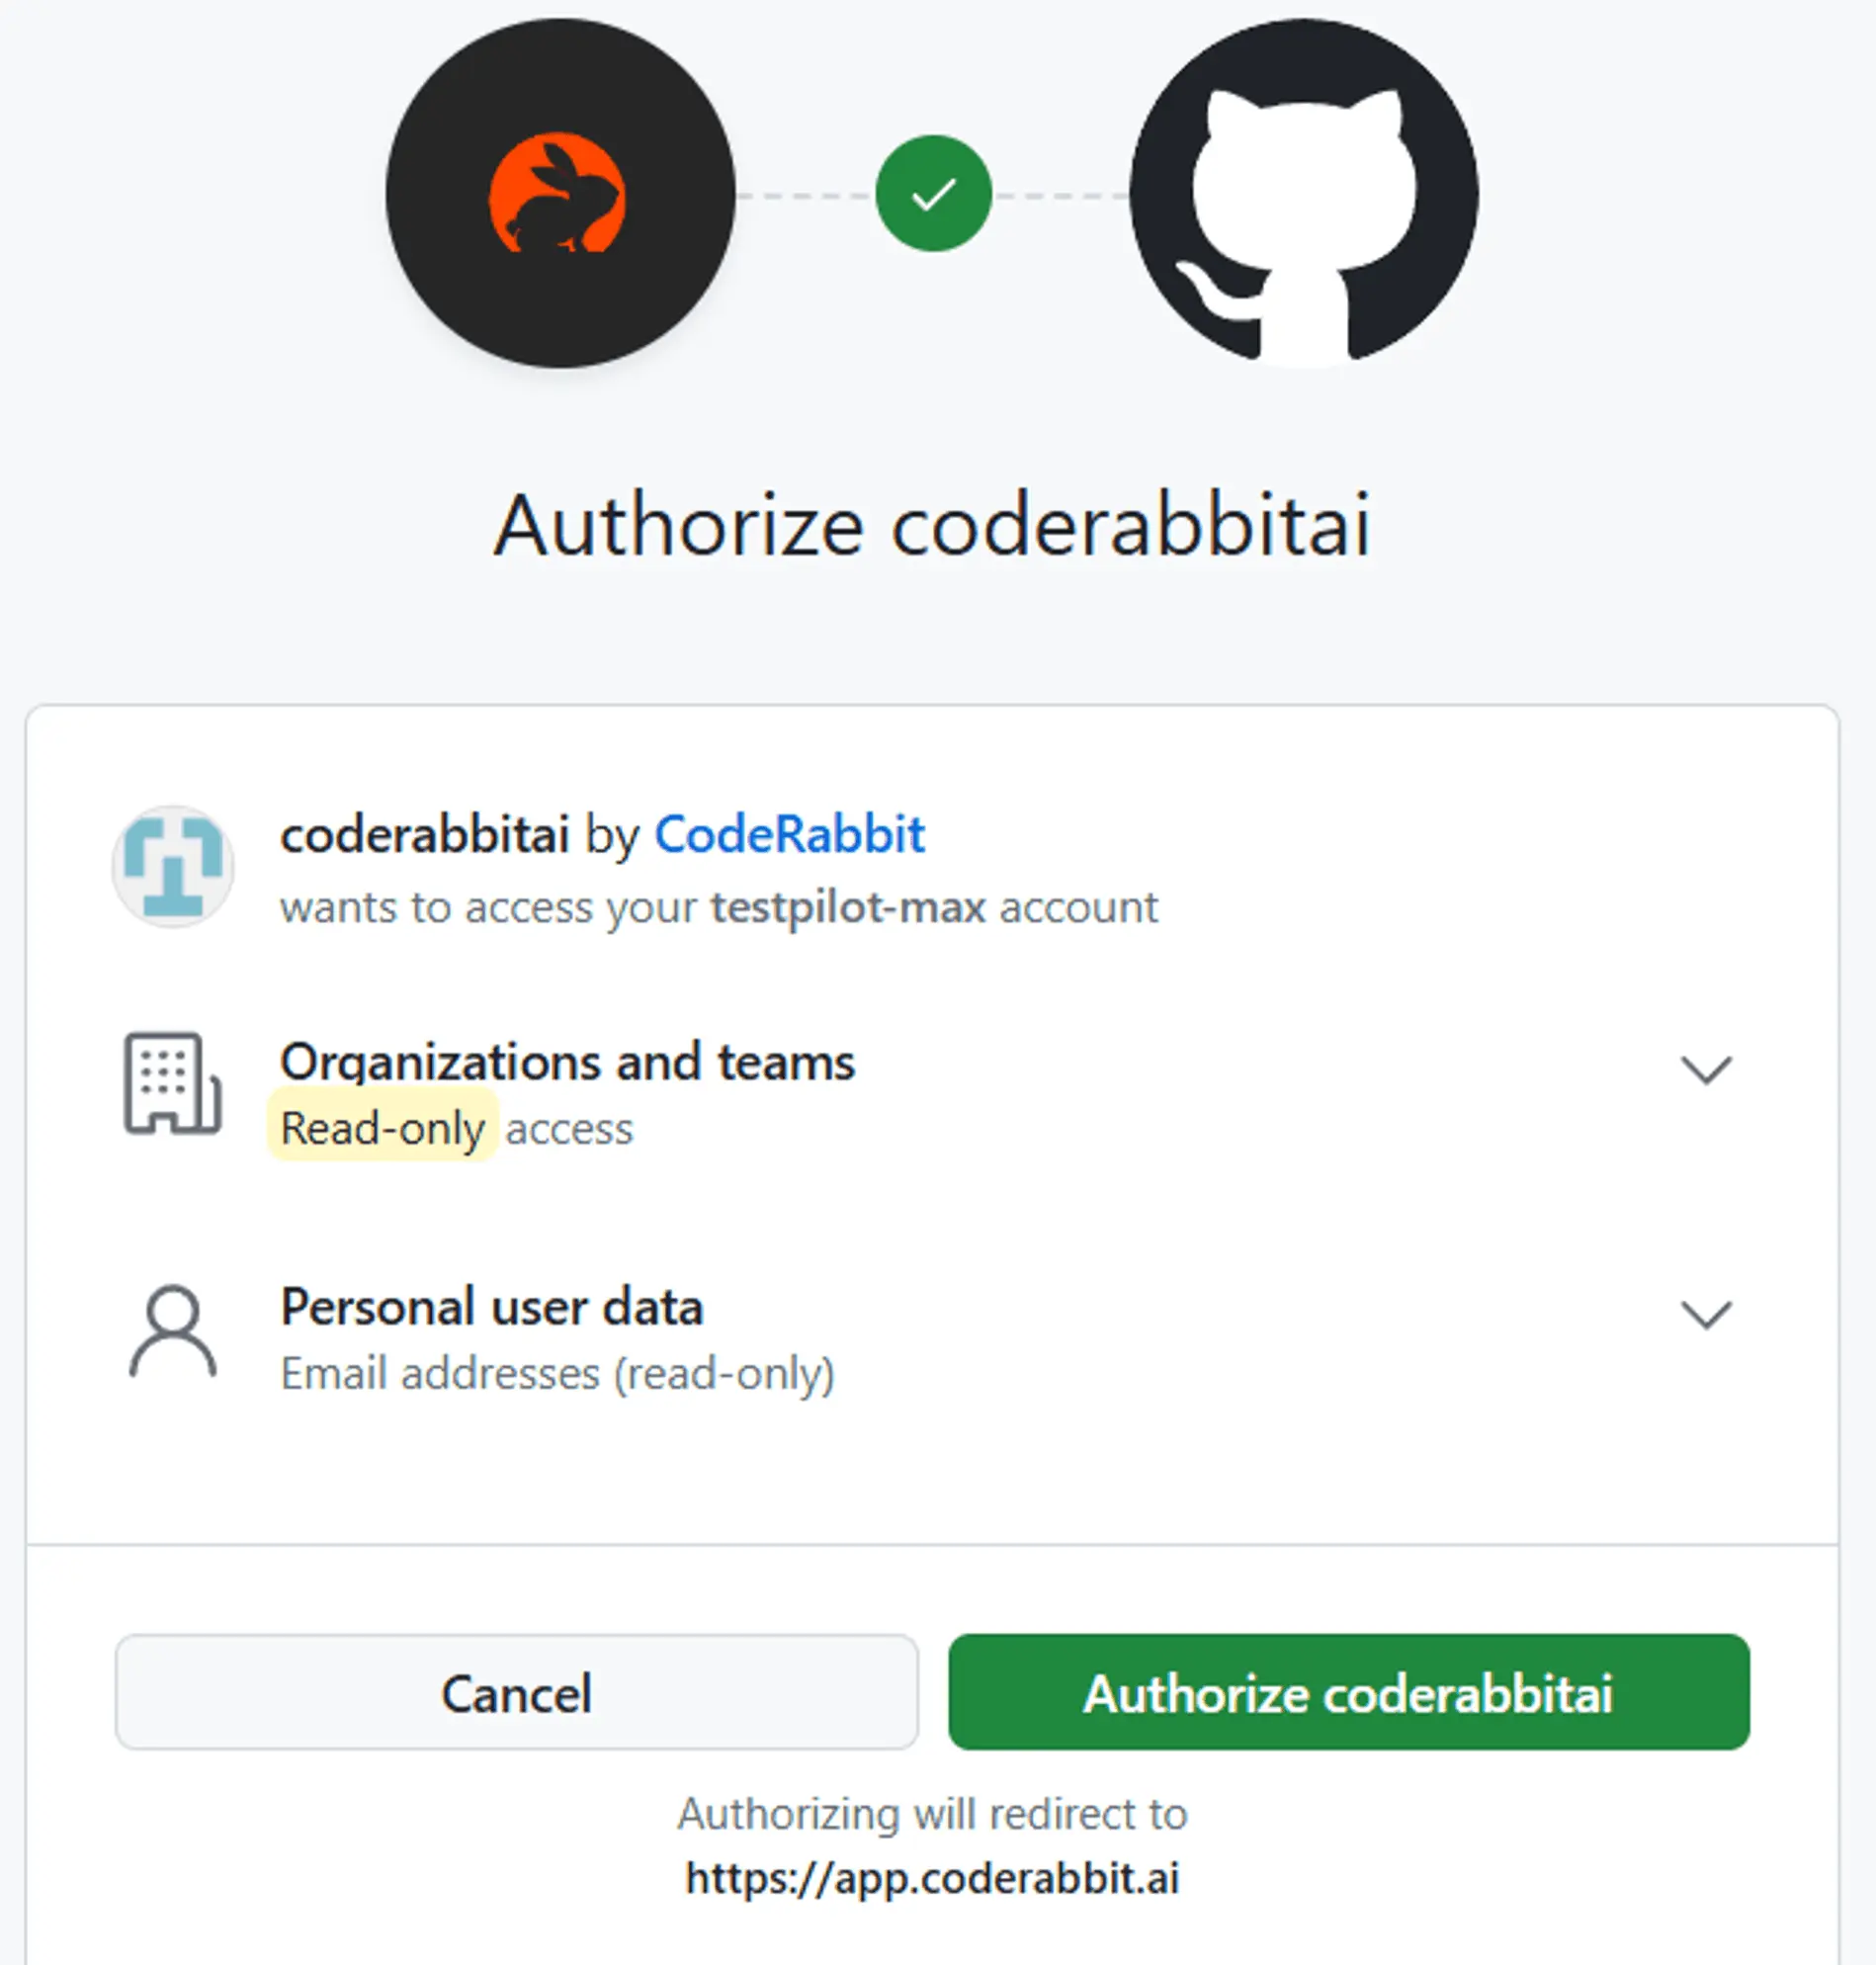 Authorize coderabbitai
coderabbitai by CodeRabbit
wants to access your testpilot-max account
Organizations and teams
Read-only access
Personal user data
Email addresses (read-only)
Cancel
Authorize coderabbitai
Authorizing will redirect to
https://app.coderabbit.ai